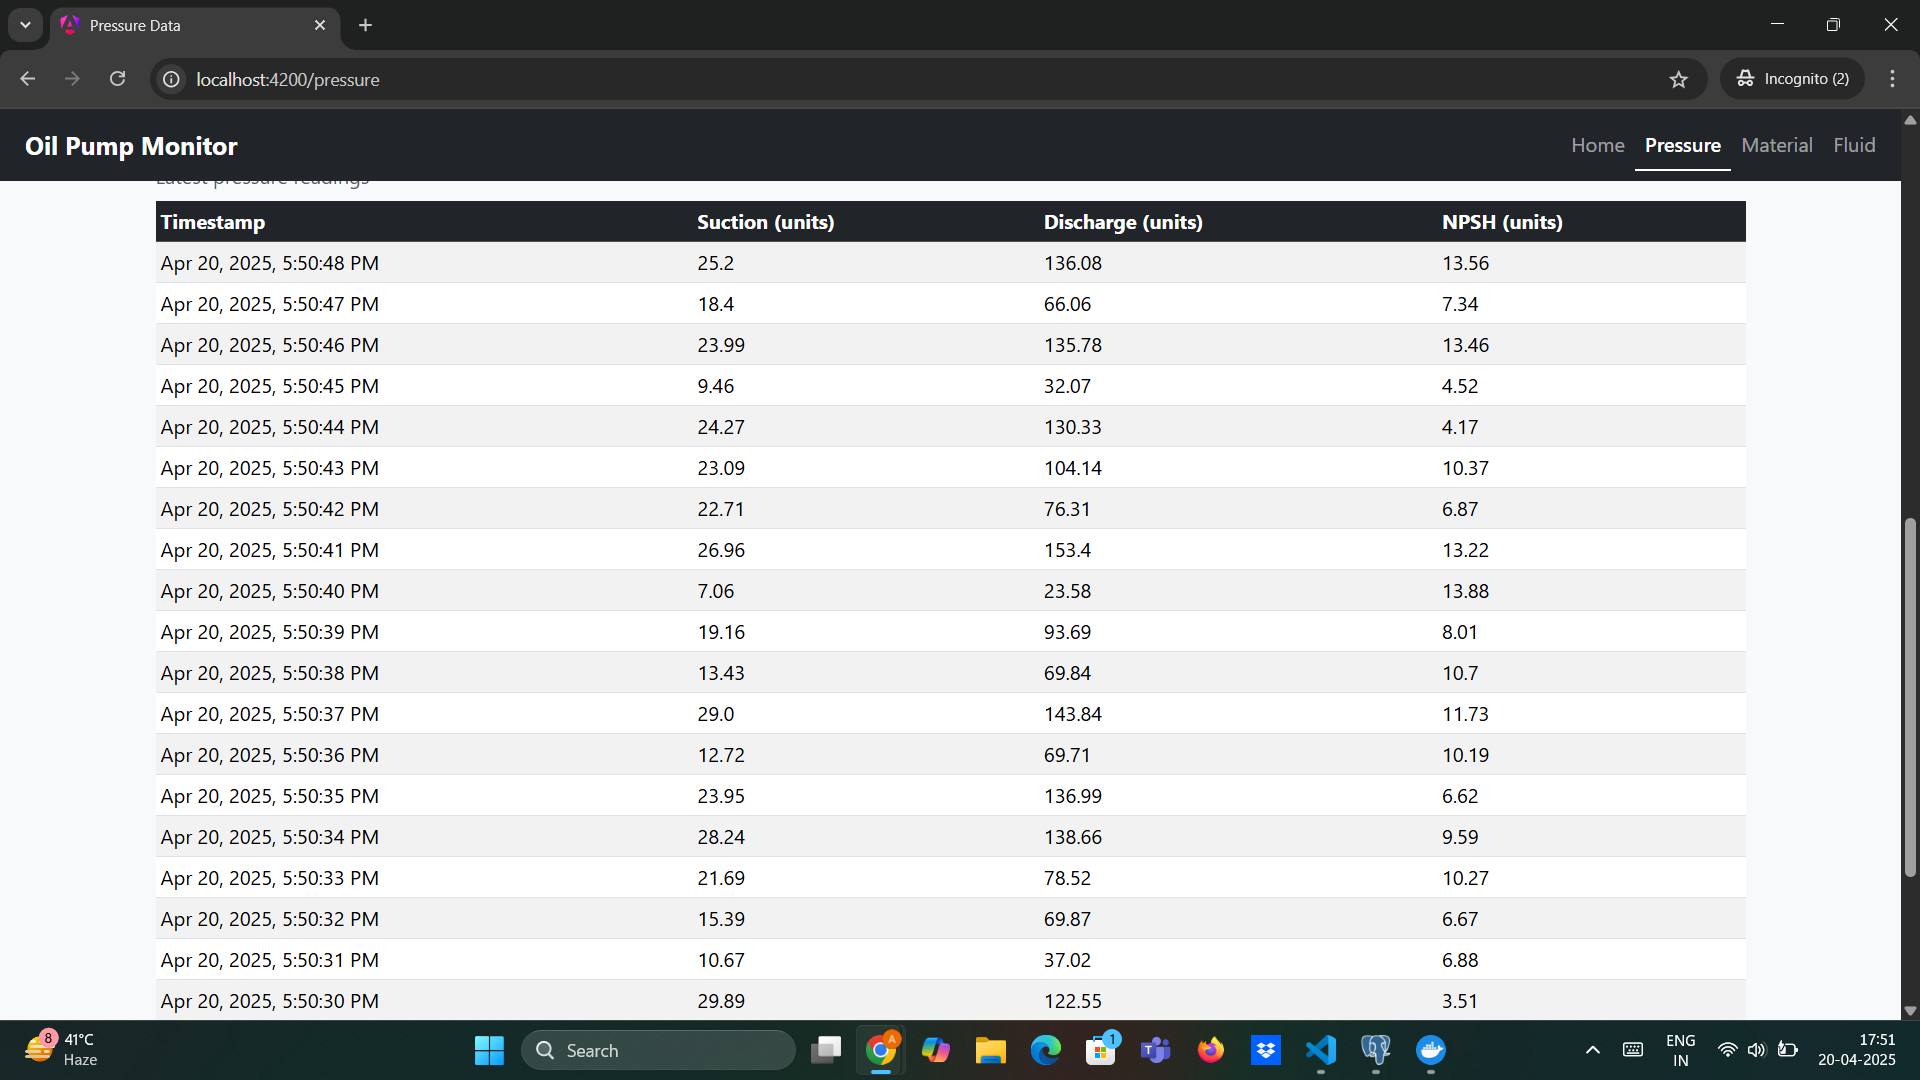 Pressure Data
localhost:4200/pressure
Incognito (2)
Oil Pump Monitor
Home Pressure Material Fluid
Latest pressure readings
Timestamp Suction (units) Discharge (units) NPSH (units)
Apr 20, 2025, 5:50:48 PM 25.2 136.08 13.56
Apr 20, 2025, 5:50:47 PM 18.4 66.06 7.34
Apr 20, 2025, 5:50:46 PM 23.99 135.78 13.46
Apr 20, 2025, 5:50:45 PM 9.46 32.07 4.52
Apr 20, 2025, 5:50:44 PM 24.27 130.33 4.17
Apr 20, 2025, 5:50:43 PM 23.09 104.14 10.37
Apr 20, 2025, 5:50:42 PM 22.71 76.31 6.87
Apr 20, 2025, 5:50:41 PM 26.96 153.4 13.22
Apr 20, 2025, 5:50:40 PM 7.06 23.58 13.88
Apr 20, 2025, 5:50:39 PM 19.16 93.69 8.01
Apr 20, 2025, 5:50:38 PM 13.43 69.84 10.7
Apr 20, 2025, 5:50:37 PM 29.0 143.84 11.73
Apr 20, 2025, 5:50:36 PM 12.72 69.71 10.19
Apr 20, 2025, 5:50:35 PM 23.95 136.99 6.62
Apr 20, 2025, 5:50:34 PM 28.24 138.66 9.59
Apr 20, 2025, 5:50:33 PM 21.69 78.52 10.27
Apr 20, 2025, 5:50:32 PM 15.39 69.87 6.67
Apr 20, 2025, 5:50:31 PM 10.67 37.02 6.88
Apr 20, 2025, 5:50:30 PM 29.89 122.55 3.51
8 41°C
Haze
Search
A
1
T
ENG
IN
17:51
20-04-2025